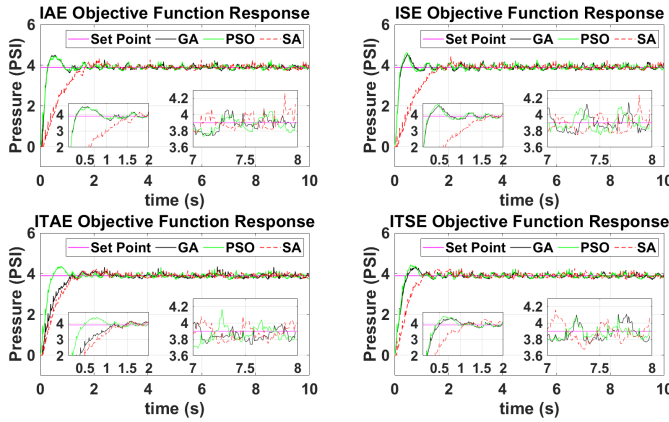 IAE Objective Function Response
Set Point GA PSO SA
Pressure (PSI)
6
4
2
0
4
3
2
0.5 1 1.5 2
4.2
4
3.8
3.6
7 7.5 8
0 2 4 6 8 10
time (s)
ISE Objective Function Response
Set Point GA PSO SA
Pressure (PSI)
6
4
2
0
4
3
2
0.5 1 1.5 2
4.2
4
3.8
3.6
7 7.5 8
0 2 4 6 8 10
time (s)
ITAE Objective Function Response
Set Point GA PSO SA
Pressure (PSI)
6
4
2
0
4
3
2
0.5 1 1.5 2
4.2
4
3.8
3.6
7 7.5 8
0 2 4 6 8 10
time (s)
ITSE Objective Function Response
Set Point GA PSO SA
Pressure (PSI)
6
4
2
0
4
3
2
0.5 1 1.5 2
4.2
4
3.8
3.6
7 7.5 8
0 2 4 6 8 10
time (s)